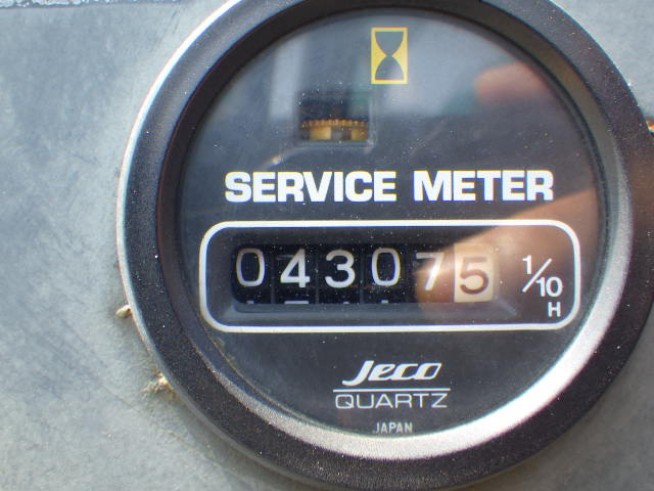 SERVICE METER
043075 1/10 H
Jeco
QUARTZ
JAPAN